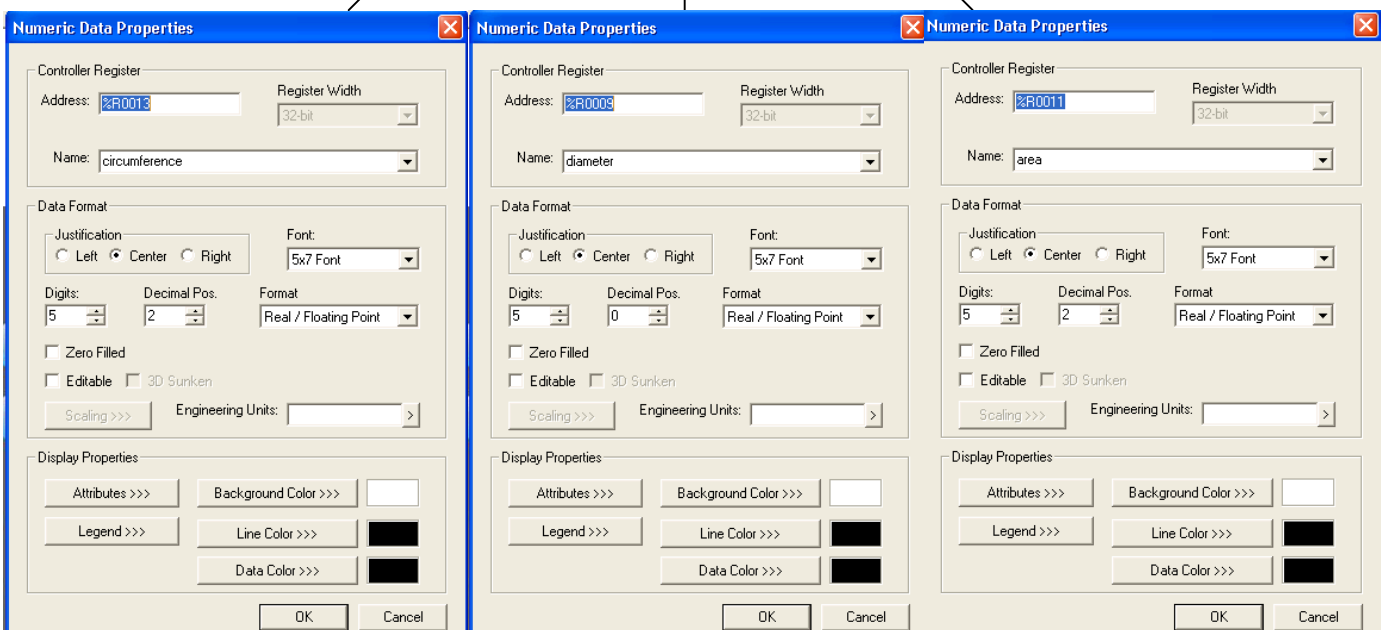 Numeric Data Properties
Controller Register
Register Width
Address: %R0013
32-bit
Name: circumference
Data Format
Justification
Font:
Left Center Right
5x7 Font
Digits: Decimal Pos. Format
5 2 Real / Floating Point
Zero Filled
Editable 3D Sunken
Scaling >>> Engineering Units: >
Display Properties
Attributes >>> Background Color >>>
Legend >>> Line Color >>>
Data Color >>>
OK Cancel
Numeric Data Properties
Controller Register
Register Width
Address: %R0009
32-bit
Name: diameter
Data Format
Justification
Font:
Left Center Right
5x7 Font
Digits: Decimal Pos. Format
5 0 Real / Floating Point
Zero Filled
Editable 3D Sunken
Scaling >>> Engineering Units: >
Display Properties
Attributes >>> Background Color >>>
Legend >>> Line Color >>>
Data Color >>>
OK Cancel
Numeric Data Properties
Controller Register
Register Width
Address: %R0011
32-bit
Name: area
Data Format
Justification
Font:
Left Center Right
5x7 Font
Digits: Decimal Pos. Format
5 2 Real / Floating Point
Zero Filled
Editable 3D Sunken
Scaling >>> Engineering Units: >
Display Properties
Attributes >>> Background Color >>>
Legend >>> Line Color >>>
Data Color >>>
OK Cancel